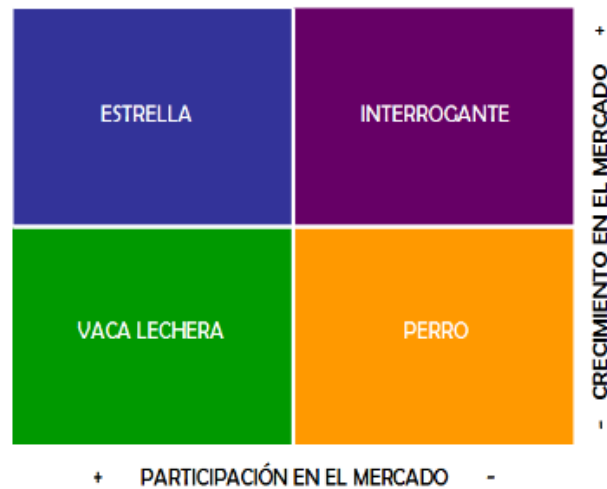 ESTRELLA
INTERROGANTE
VACA LECHERA
PERRO
+ PARTICIPACIÓN EN EL MERCADO -
- CRECIMIENTO EN EL MERCADO +